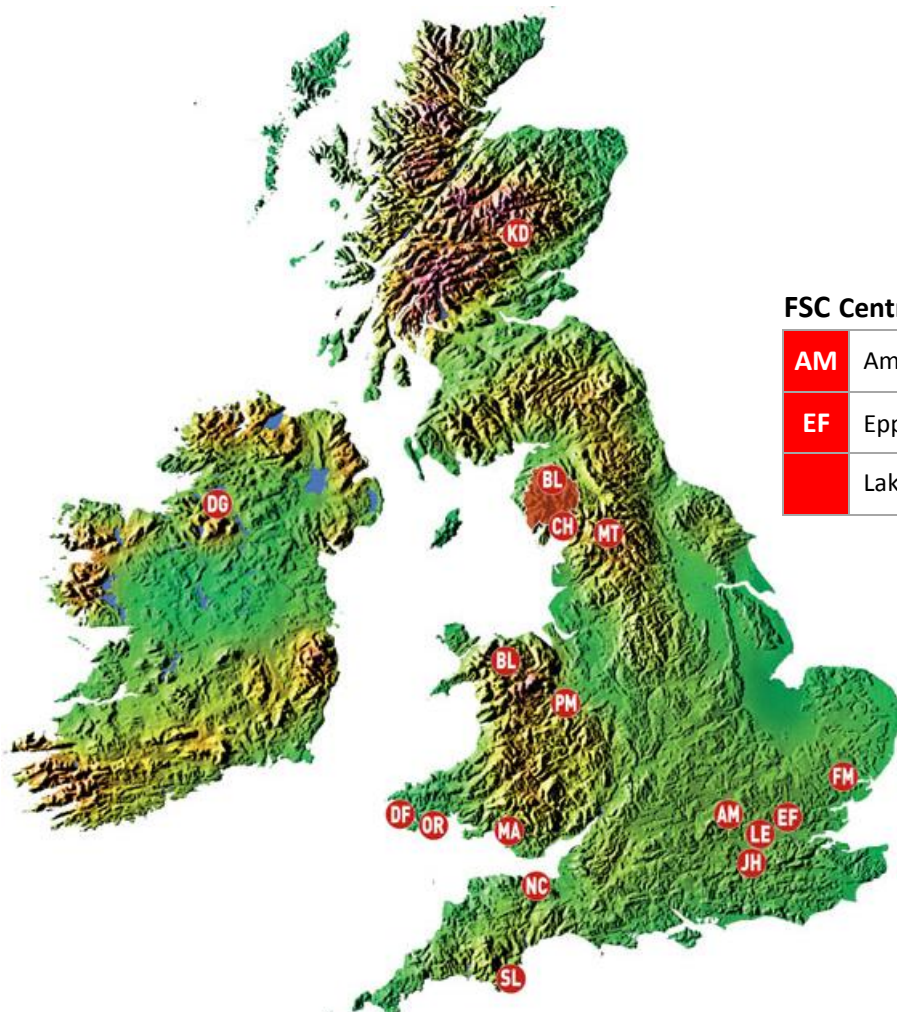 KD
FSC Centr
AM Am
EF Epp
Lak
BL
DG
CH
MT
BL
PM
FM
DF
OR
MA
AM
EF
LE
JH
NC
SL